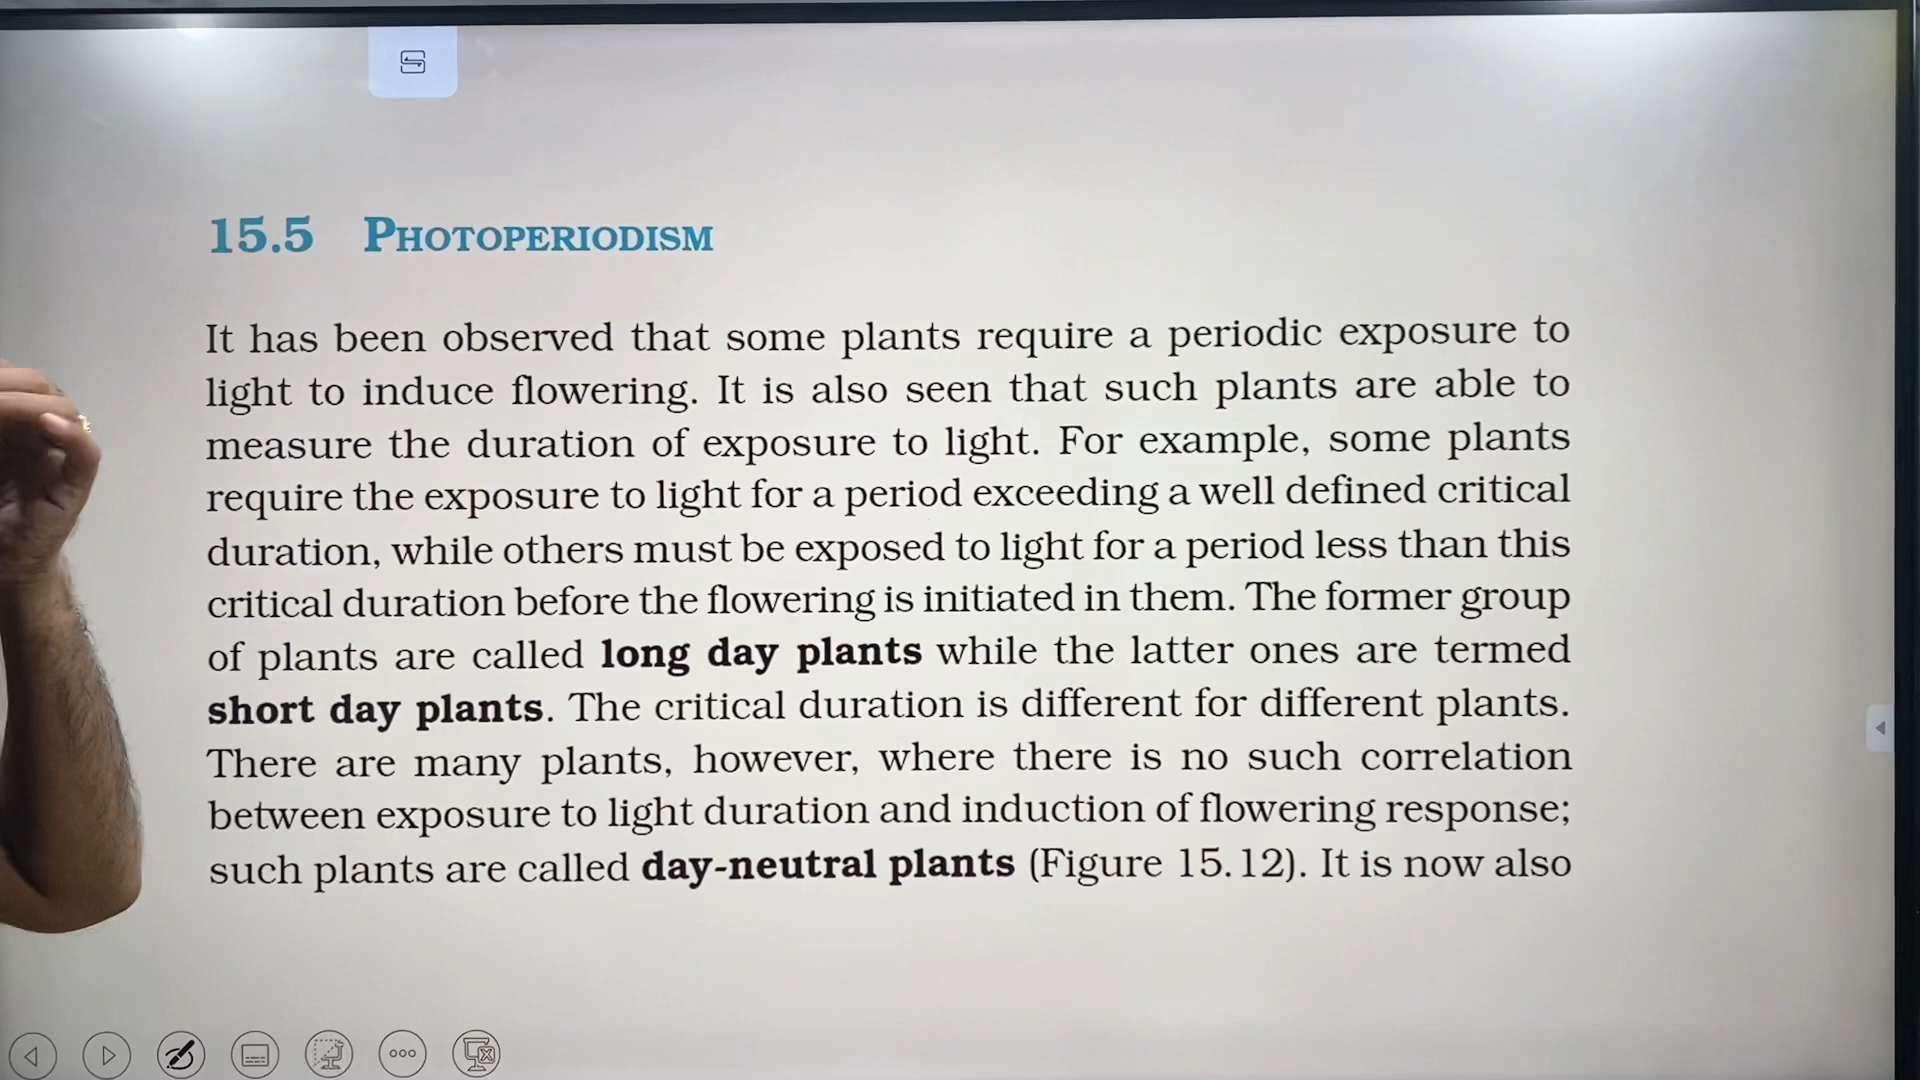 15.5 PHOTOPERIODISM
It has been observed that some plants require a periodic exposure to
light to induce flowering. It is also seen that such plants are able to
measure the duration of exposure to light. For example, some plants
require the exposure to light for a period exceeding a well defined critical
duration, while others must be exposed to light for a period less than this
critical duration before the flowering is initiated in them. The former group
of plants are called long day plants while the latter ones are termed
short day plants. The critical duration is different for different plants.
There are many plants, however, where there is no such correlation
between exposure to light duration and induction of flowering response;
such plants are called day-neutral plants (Figure 15.12). It is now also